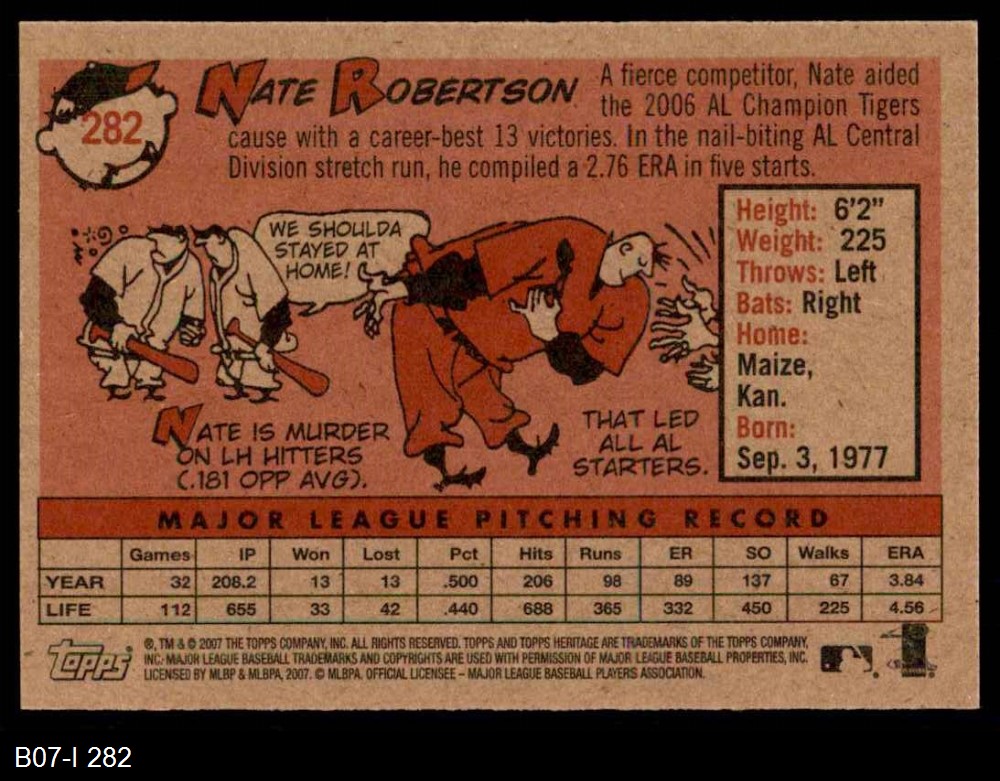 282
NATE ROBERTSON
A fierce competitor, Nate aided
the 2006 AL Champion Tigers
cause with a career-best 13 victories. In the nail-biting AL Central
Division stretch run, he compiled a 2.76 ERA in five starts.
WE SHOULDA
STAYED AT
HOME!
NATE IS MURDER
ON LH HITTERS
(.181 OPP AVG).
THAT LED
ALL AL
STARTERS.
Height: 6'2"
Weight: 225
Throws: Left
Bats: Right
Home:
Maize,
Kan.
Born:
Sep. 3, 1977
MAJOR LEAGUE PITCHING RECORD
Games IP Won Lost Pct Hits Runs ER SO Walks ERA
YEAR 32 208.2 13 13 .500 206 98 89 137 67 3.84
LIFE 112 655 33 42 .440 688 365 332 450 225 4.56
Topps
®, TM & © 2007 THE TOPPS COMPANY, INC. ALL RIGHTS RESERVED. TOPPS AND TOPPS HERITAGE ARE TRADEMARKS OF THE TOPPS COMPANY,
INC. MAJOR LEAGUE BASEBALL TRADEMARKS AND COPYRIGHTS ARE USED WITH PERMISSION OF MAJOR LEAGUE BASEBALL PROPERTIES, INC.
LICENSED BY MLBP & MLBPA, 2007. © MLBPA. OFFICIAL LICENSEE – MAJOR LEAGUE BASEBALL PLAYERS ASSOCIATION.
B07-I 282